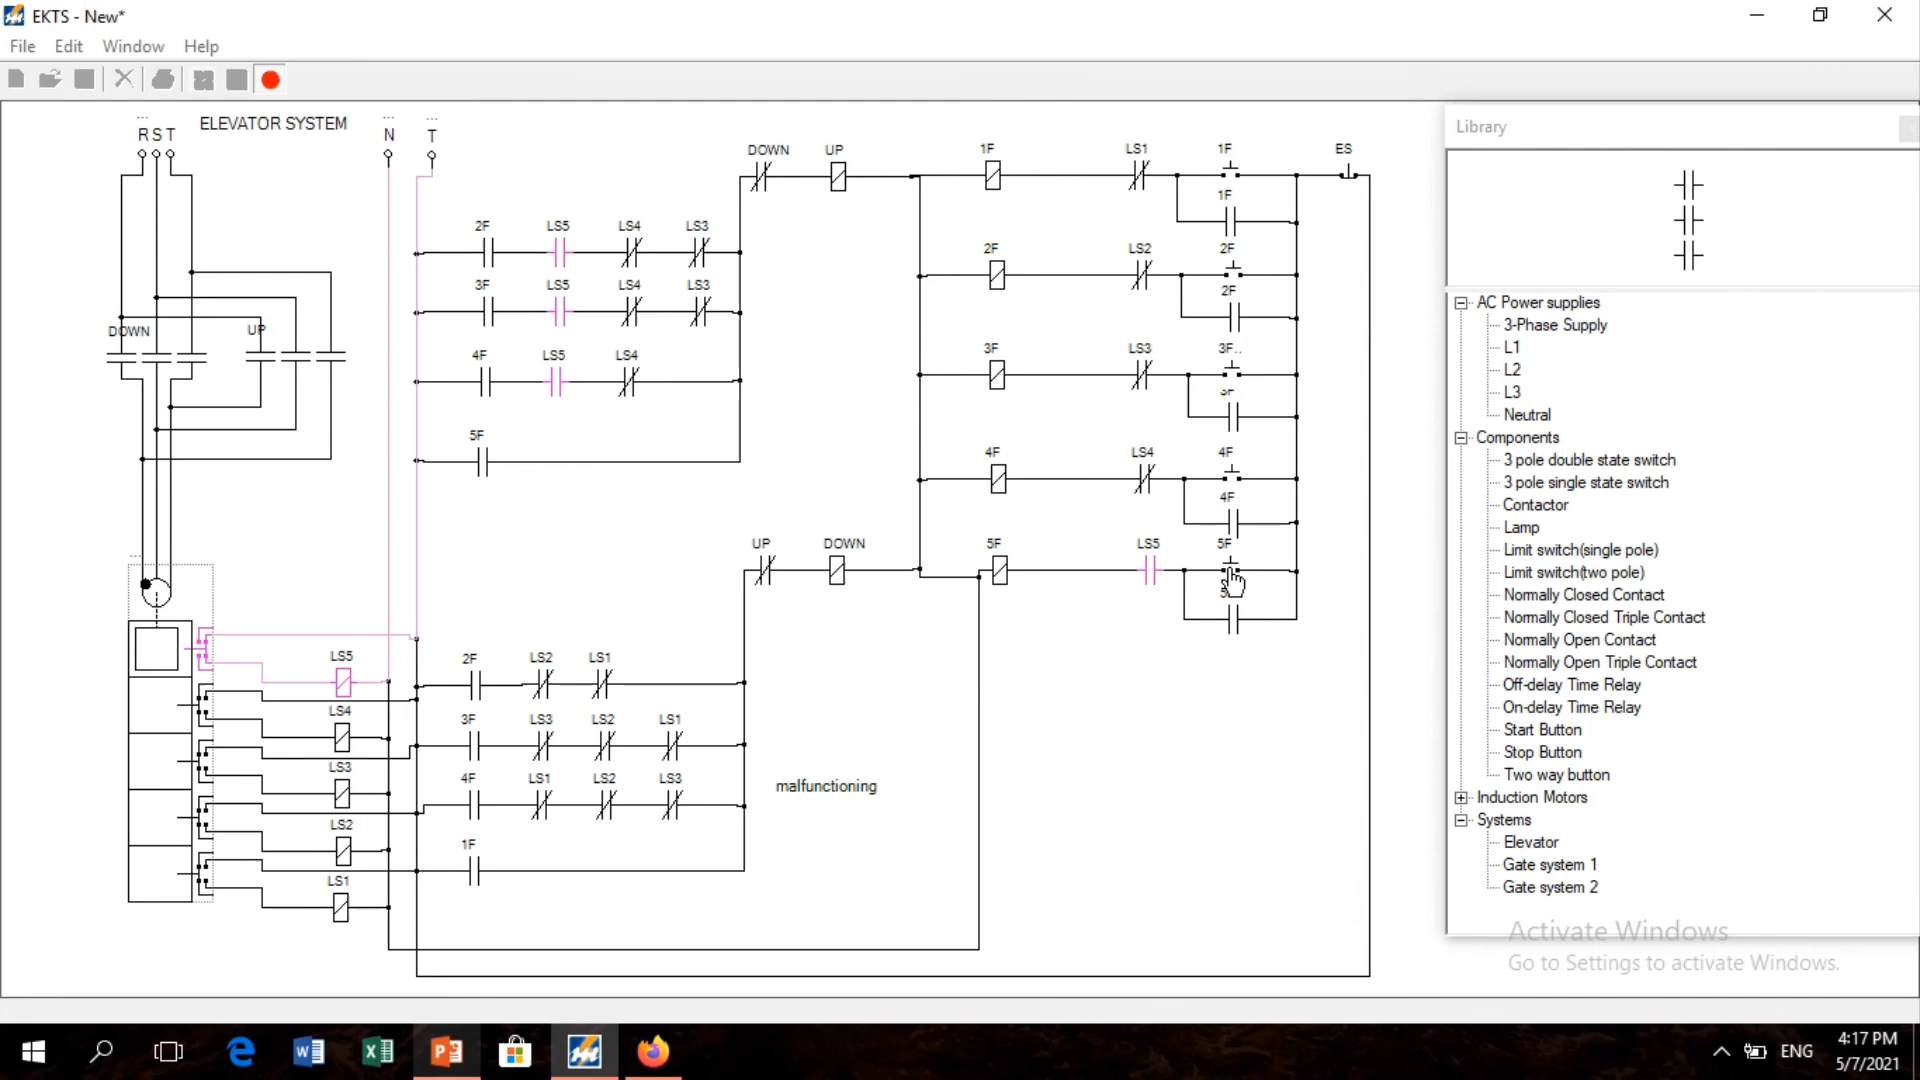 EKTS - New*
File Edit Window Help
R S T
ELEVATOR SYSTEM
N
T
DOWN UP
1F LS1 1F ES
1F
2F LS5 LS4 LS3
2F LS2 2F
3F LS5 LS4 LS3
2F
DOWN UP
4F LS5 LS4
3F LS3 3F..
5F
4F LS4 4F
4F
UP DOWN 5F LS5 5F
LS5
2F LS2 LS1
LS4
3F LS3 LS2 LS1
LS3
4F LS1 LS2 LS3
malfunctioning
LS2
1F
LS1
Library
AC Power supplies
3-Phase Supply
L1
L2
L3
Neutral
Components
3 pole double state switch
3 pole single state switch
Contactor
Lamp
Limit switch(single pole)
Limit switch(two pole)
Normally Closed Contact
Normally Closed Triple Contact
Normally Open Contact
Normally Open Triple Contact
Off-delay Time Relay
On-delay Time Relay
Start Button
Stop Button
Two way button
Induction Motors
Systems
Elevator
Gate system 1
Gate system 2
Activate Windows
Go to Settings to activate Windows.
ENG
4:17 PM
5/7/2021